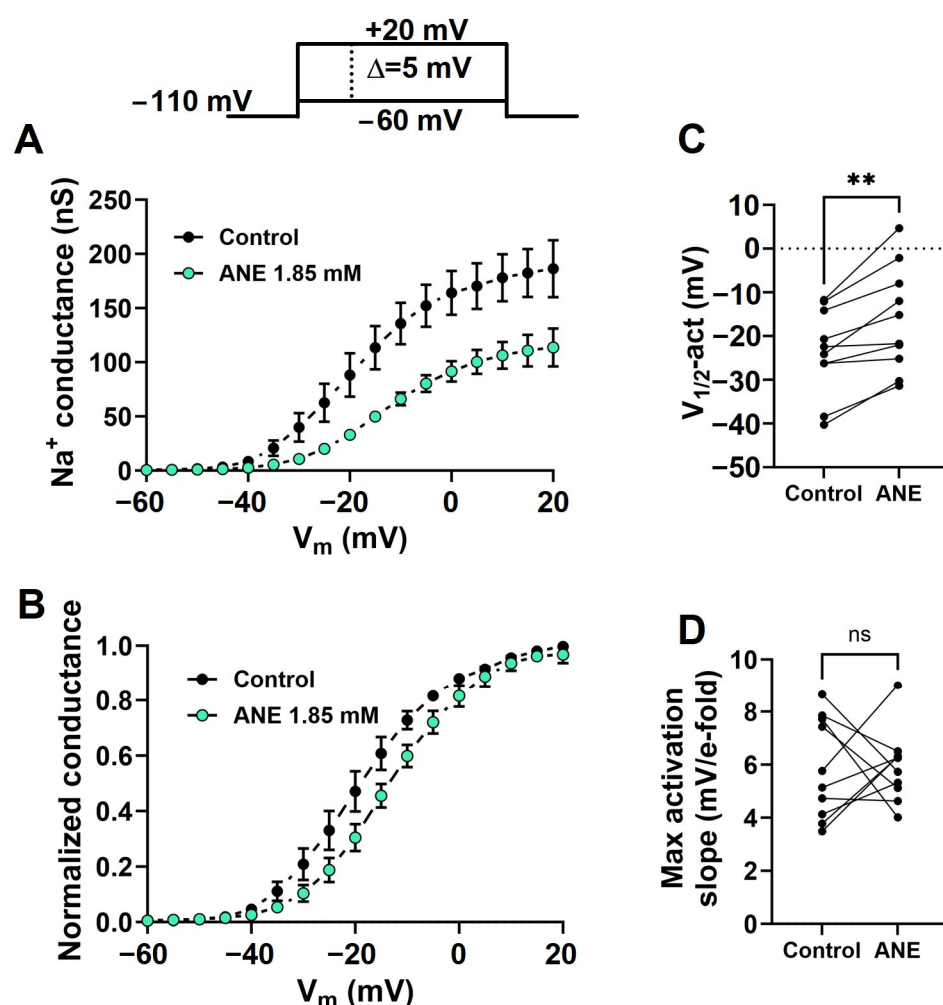 +20 mV
Δ=5 mV
−110 mV
−60 mV
A
Na⁺ conductance (nS)
250
200
150
100
50
0
Control
ANE 1.85 mM
−60
−40
−20
0
20
Vₘ (mV)
B
Normalized conductance
1.0
0.8
0.6
0.4
0.2
0.0
Control
ANE 1.85 mM
−60
−40
−20
0
20
Vₘ (mV)
C
**
V₁/₂-act (mV)
10
0
−10
−20
−30
−40
−50
Control
ANE
D
ns
Max activation
slope (mV/e-fold)
10
8
6
4
2
0
Control
ANE